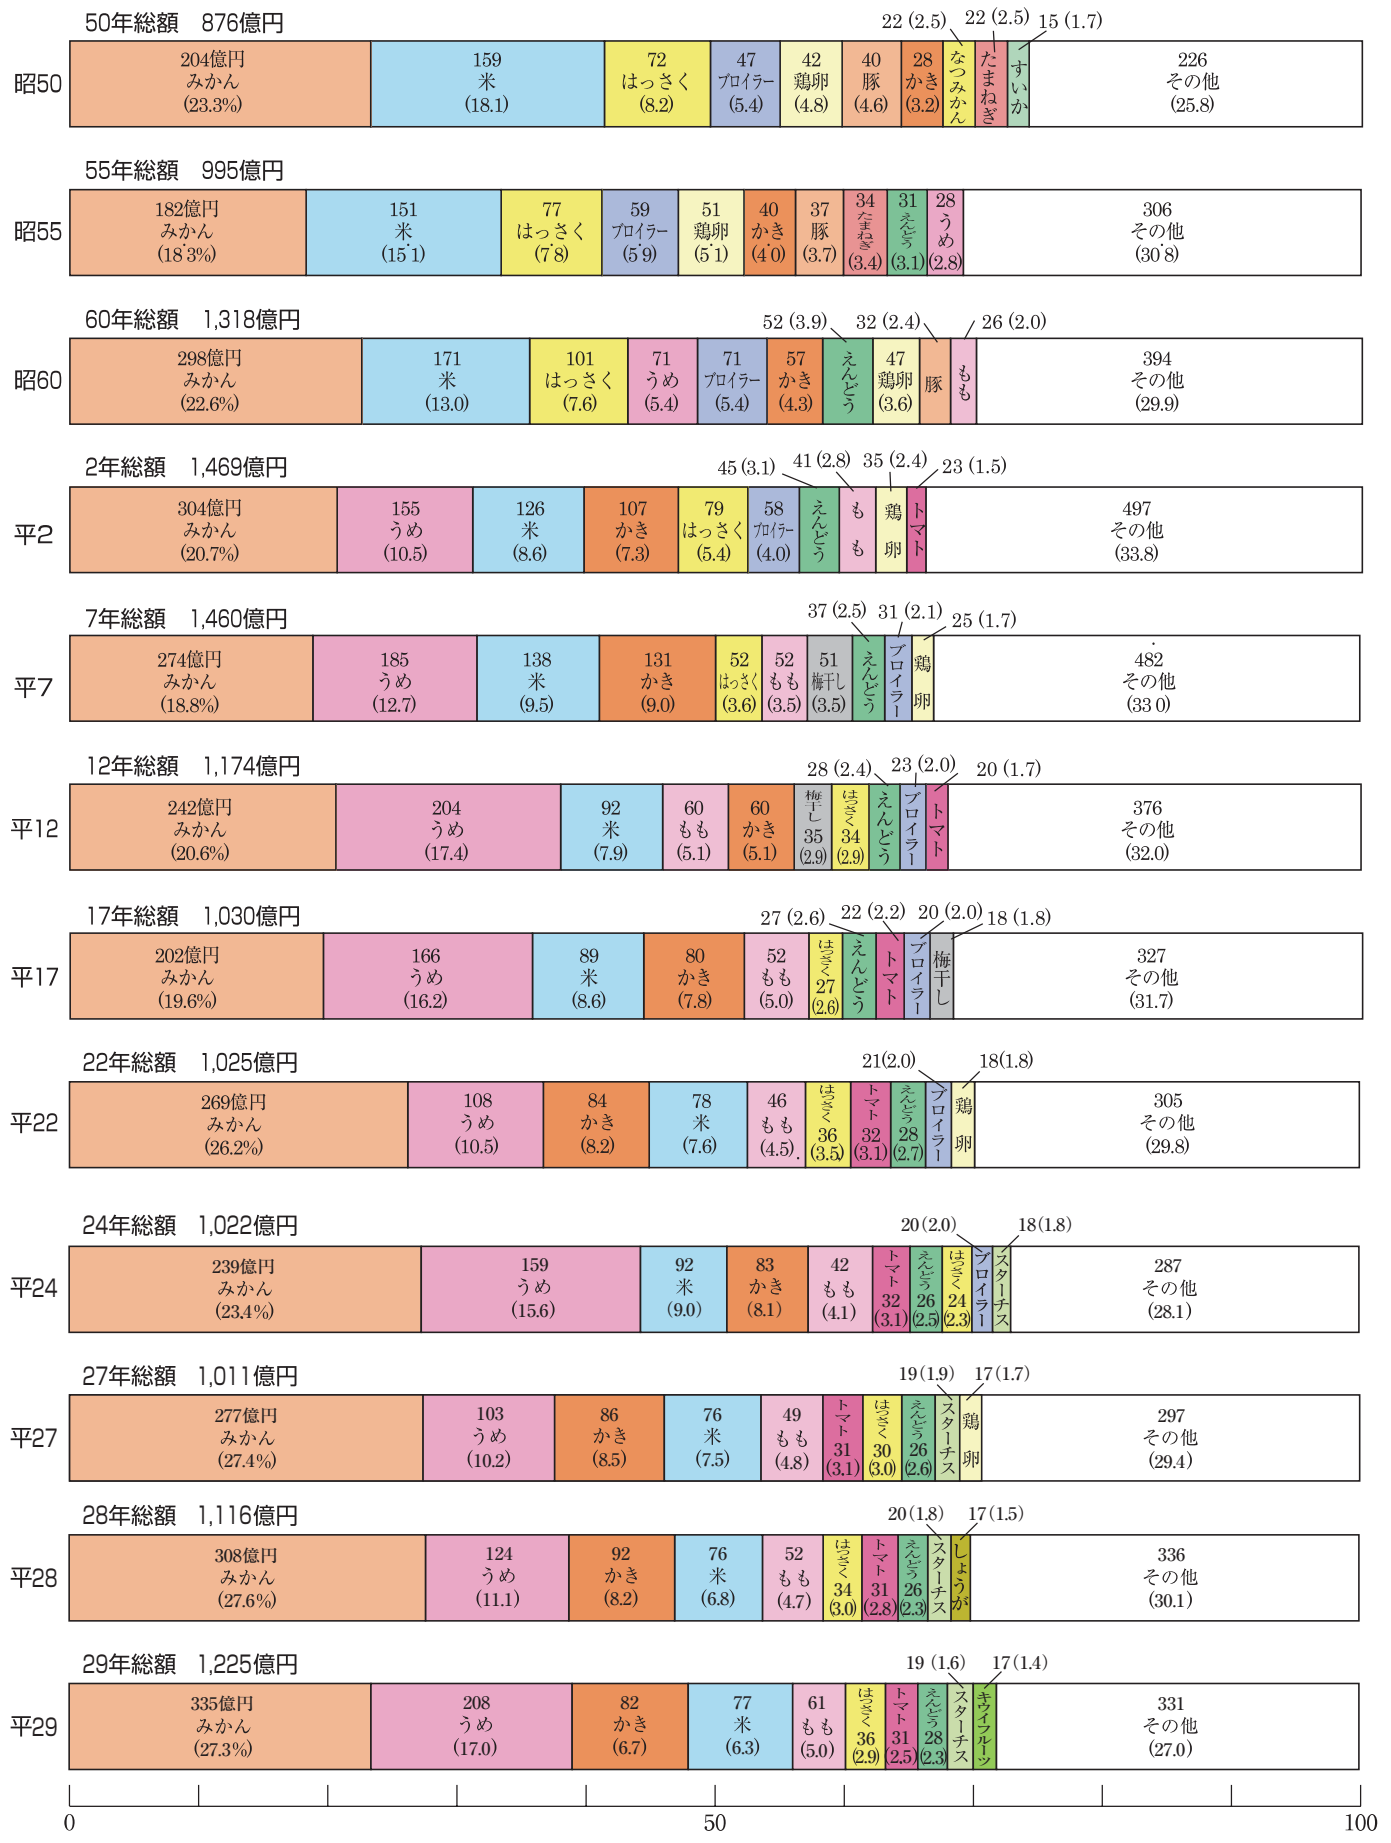 50年総額 876億円
22 (2.5) 22 (2.5) 15 (1.7)
昭50
204億円 159 72 47 42 40 28 なつみかん たまねぎ すいか 226
みかん 米 はっさく ブロイラー 鶏卵 豚 かき その他
(23.3%) (18.1) (8.2) (5.4) (4.8) (4.6) (3.2) (25.8)
55年総額 995億円
昭55
182億円 151 77 59 51 40 37 34 31 28 306
みかん 米 はっさく ブロイラー 鶏卵 かき 豚 たまねぎ えんどう うめ その他
(18.3%) (15.1) (7.8) (5.9) (5.1) (4.0) (3.7) (3.4) (3.1) (2.8) (30.8)
60年総額 1,318億円
52 (3.9) 32 (2.4) 26 (2.0)
昭60
298億円 171 101 71 71 57 えんどう 47 豚 もも 394
みかん 米 はっさく うめ ブロイラー かき 鶏卵 その他
(22.6%) (13.0) (7.6) (5.4) (5.4) (4.3) (3.6) (29.9)
2年総額 1,469億円
45 (3.1) 41 (2.8) 35 (2.4) 23 (1.5)
平2
304億円 155 126 107 79 58 えんどう もも 鶏卵 トマト 497
みかん うめ 米 かき はっさく ブロイラー その他
(20.7%) (10.5) (8.6) (7.3) (5.4) (4.0) (33.8)
7年総額 1,460億円
37 (2.5) 31 (2.1) 25 (1.7)
平7
274億円 185 138 131 52 52 51 えんどう ブロイラー 鶏卵 482
みかん うめ 米 かき はっさく もも 梅干し その他
(18.8%) (12.7) (9.5) (9.0) (3.6) (3.5) (3.5) (33 0)
12年総額 1,174億円
28 (2.4) 23 (2.0) 20 (1.7)
平12
242億円 204 92 60 60 梅干し はっさく えんどう ブロイラー トマト 376
みかん うめ 米 もも かき 35 34 その他
(20.6%) (17.4) (7.9) (5.1) (5.1) (2.9) (2.9) (32.0)
17年総額 1,030億円
27 (2.6) 22 (2.2) 20 (2.0) 18 (1.8)
平17
202億円 166 89 80 52 はっさく えんどう トマト ブロイラー 梅干し 327
みかん うめ 米 かき もも 27 その他
(19.6%) (16.2) (8.6) (7.8) (5.0) (2.6) (31.7)
22年総額 1,025億円
21(2.0) 18(1.8)
平22
269億円 108 84 78 46 はっさく トマト えんどう ブロイラー 鶏卵 305
みかん うめ かき 米 もも 36 32 28 その他
(26.2%) (10.5) (8.2) (7.6) (4.5) (3.5) (3.1) (2.7) (29.8)
24年総額 1,022億円
20(2.0) 18(1.8)
平24
239億円 159 92 83 42 トマト えんどう はっさく ブロイラー スターチス 287
みかん うめ 米 かき もも 32 26 24 その他
(23.4%) (15.6) (9.0) (8.1) (4.1) (3.1) (2.5) (2.3) (28.1)
27年総額 1,011億円
19(1.9) 17(1.7)
平27
277億円 103 86 76 49 トマト はっさく えんどう スターチス 鶏卵 297
みかん うめ かき 米 もも 31 30 26 その他
(27.4%) (10.2) (8.5) (7.5) (4.8) (3.1) (3.0) (2.6) (29.4)
28年総額 1,116億円
20(1.8) 17(1.5)
平28
308億円 124 92 76 52 はっさく トマト えんどう スターチス しょうが 336
みかん うめ かき 米 もも 34 31 26 その他
(27.6%) (11.1) (8.2) (6.8) (4.7) (3.0) (2.8) (2.3) (30.1)
29年総額 1,225億円
19 (1.6) 17(1.4)
平29
335億円 208 82 77 61 はっさく トマト えんどう スターチス キウイフルーツ 331
みかん うめ かき 米 もも 36 31 28 その他
(27.3%) (17.0) (6.7) (6.3) (5.0) (2.9) (2.5) (2.3) (27.0)
0 50 100